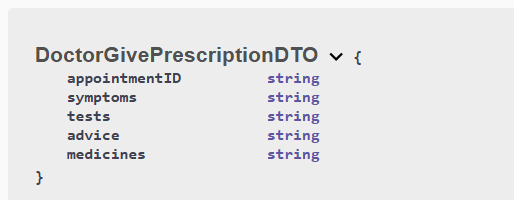 DoctorGivePrescriptionDTO {
appointmentID string
symptoms string
tests string
advice string
medicines string
}